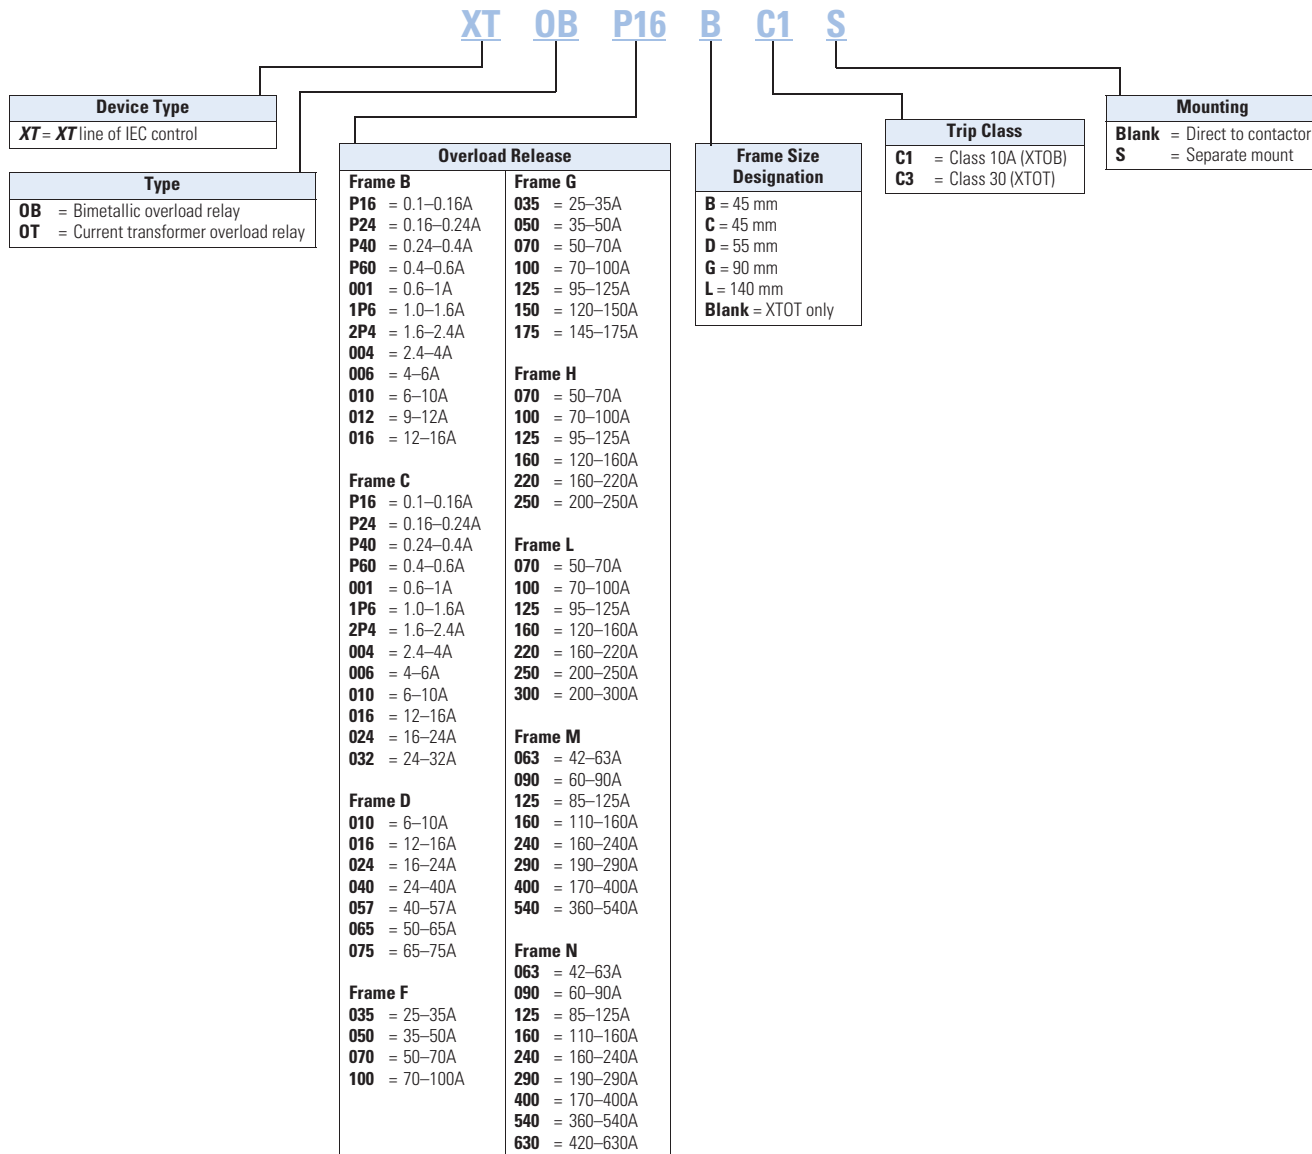 XT OB P16 B C1 S
Device Type
XT = XT line of IEC control
Type
OB = Bimetallic overload relay
OT = Current transformer overload relay
Overload Release
Frame B
P16 = 0.1–0.16A
P24 = 0.16–0.24A
P40 = 0.24–0.4A
P60 = 0.4–0.6A
001 = 0.6–1A
1P6 = 1.0–1.6A
2P4 = 1.6–2.4A
004 = 2.4–4A
006 = 4–6A
010 = 6–10A
012 = 9–12A
016 = 12–16A
Frame C
P16 = 0.1–0.16A
P24 = 0.16–0.24A
P40 = 0.24–0.4A
P60 = 0.4–0.6A
001 = 0.6–1A
1P6 = 1.0–1.6A
2P4 = 1.6–2.4A
004 = 2.4–4A
006 = 4–6A
010 = 6–10A
016 = 12–16A
024 = 16–24A
032 = 24–32A
Frame D
010 = 6–10A
016 = 12–16A
024 = 16–24A
040 = 24–40A
057 = 40–57A
065 = 50–65A
075 = 65–75A
Frame F
035 = 25–35A
050 = 35–50A
070 = 50–70A
100 = 70–100A
Frame G
035 = 25–35A
050 = 35–50A
070 = 50–70A
100 = 70–100A
125 = 95–125A
150 = 120–150A
175 = 145–175A
Frame H
070 = 50–70A
100 = 70–100A
125 = 95–125A
160 = 120–160A
220 = 160–220A
250 = 200–250A
Frame L
070 = 50–70A
100 = 70–100A
125 = 95–125A
160 = 120–160A
220 = 160–220A
250 = 200–250A
300 = 200–300A
Frame M
063 = 42–63A
090 = 60–90A
125 = 85–125A
160 = 110–160A
240 = 160–240A
290 = 190–290A
400 = 170–400A
540 = 360–540A
Frame N
063 = 42–63A
090 = 60–90A
125 = 85–125A
160 = 110–160A
240 = 160–240A
290 = 190–290A
400 = 170–400A
540 = 360–540A
630 = 420–630A
Frame Size
Designation
B = 45 mm
C = 45 mm
D = 55 mm
G = 90 mm
L = 140 mm
Blank = XTOT only
Trip Class
C1 = Class 10A (XTOB)
C3 = Class 30 (XTOT)
Mounting
Blank = Direct to contactor
S = Separate mount